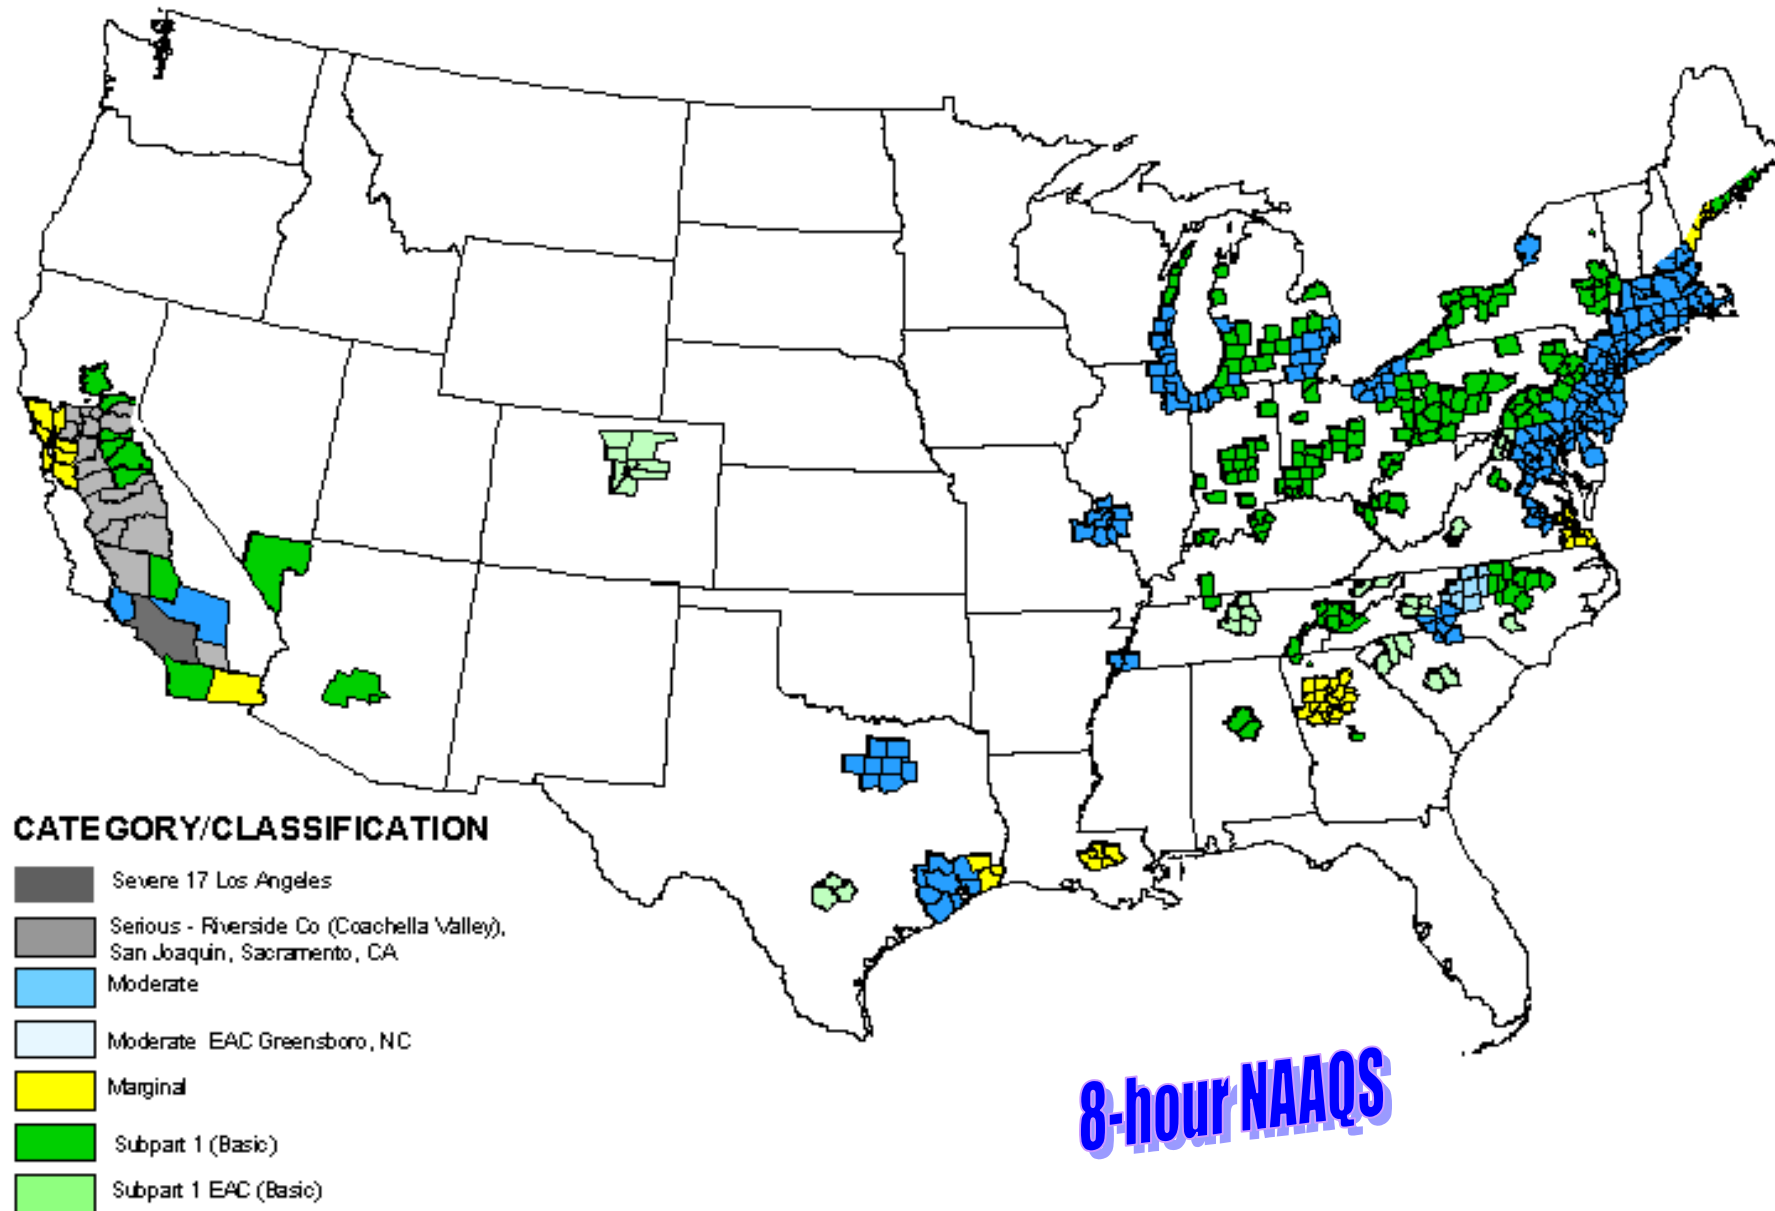 CATEGORY/CLASSIFICATION
Severe 17 Los Angeles
Serious - Riverside Co (Coachella Valley),
San Joaquin, Sacramento, CA
Moderate
Moderate EAC Greensboro, NC
Marginal
Subpart 1 (Basic)
Subpart 1 EAC (Basic)
8-hour NAAQS